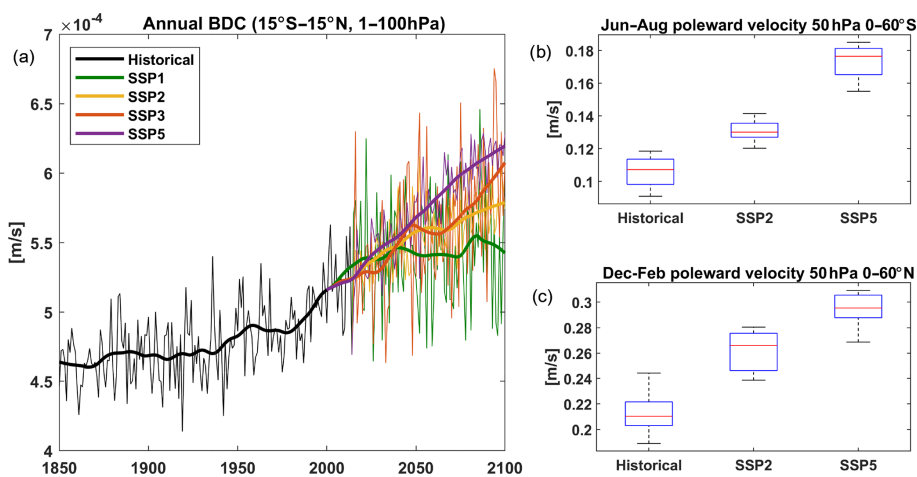 Annual BDC (15°S–15°N, 1–100hPa)
×10⁻⁴
(a)
7
6.5
6
5.5
5
4.5
4
[m/s]
Historical
SSP1
SSP2
SSP3
SSP5
1850
1900
1950
2000
2050
2100
Jun–Aug poleward velocity 50 hPa 0–60°S
(b)
0.18
0.16
0.14
0.12
0.1
[m/s]
Historical
SSP2
SSP5
Dec-Feb poleward velocity 50 hPa 0–60°N
(c)
0.3
0.28
0.26
0.24
0.22
0.2
[m/s]
Historical
SSP2
SSP5